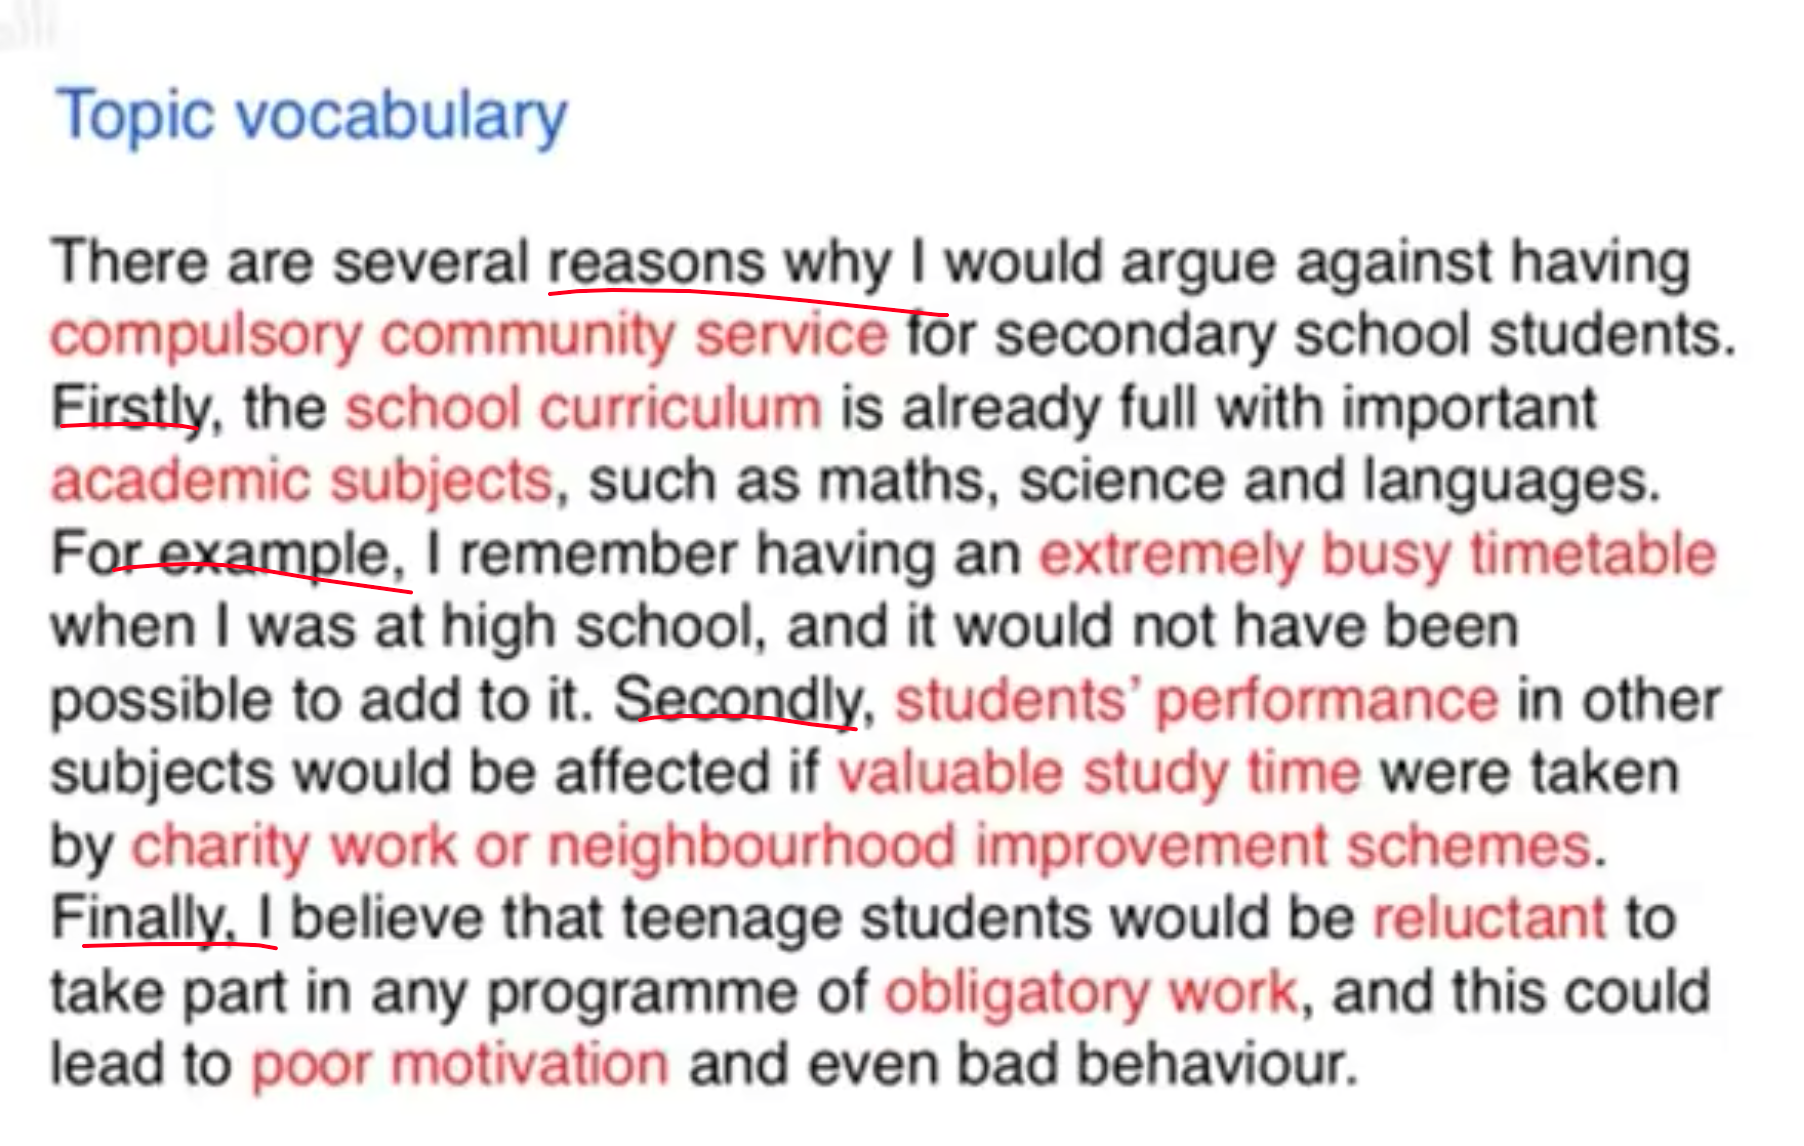 Topic vocabulary
There are several reasons why I would argue against having
compulsory community service for secondary school students.
Firstly, the school curriculum is already full with important
academic subjects, such as maths, science and languages.
For example, I remember having an extremely busy timetable
when I was at high school, and it would not have been
possible to add to it. Secondly, students’ performance in other
subjects would be affected if valuable study time were taken
by charity work or neighbourhood improvement schemes.
Finally, I believe that teenage students would be reluctant to
take part in any programme of obligatory work, and this could
lead to poor motivation and even bad behaviour.